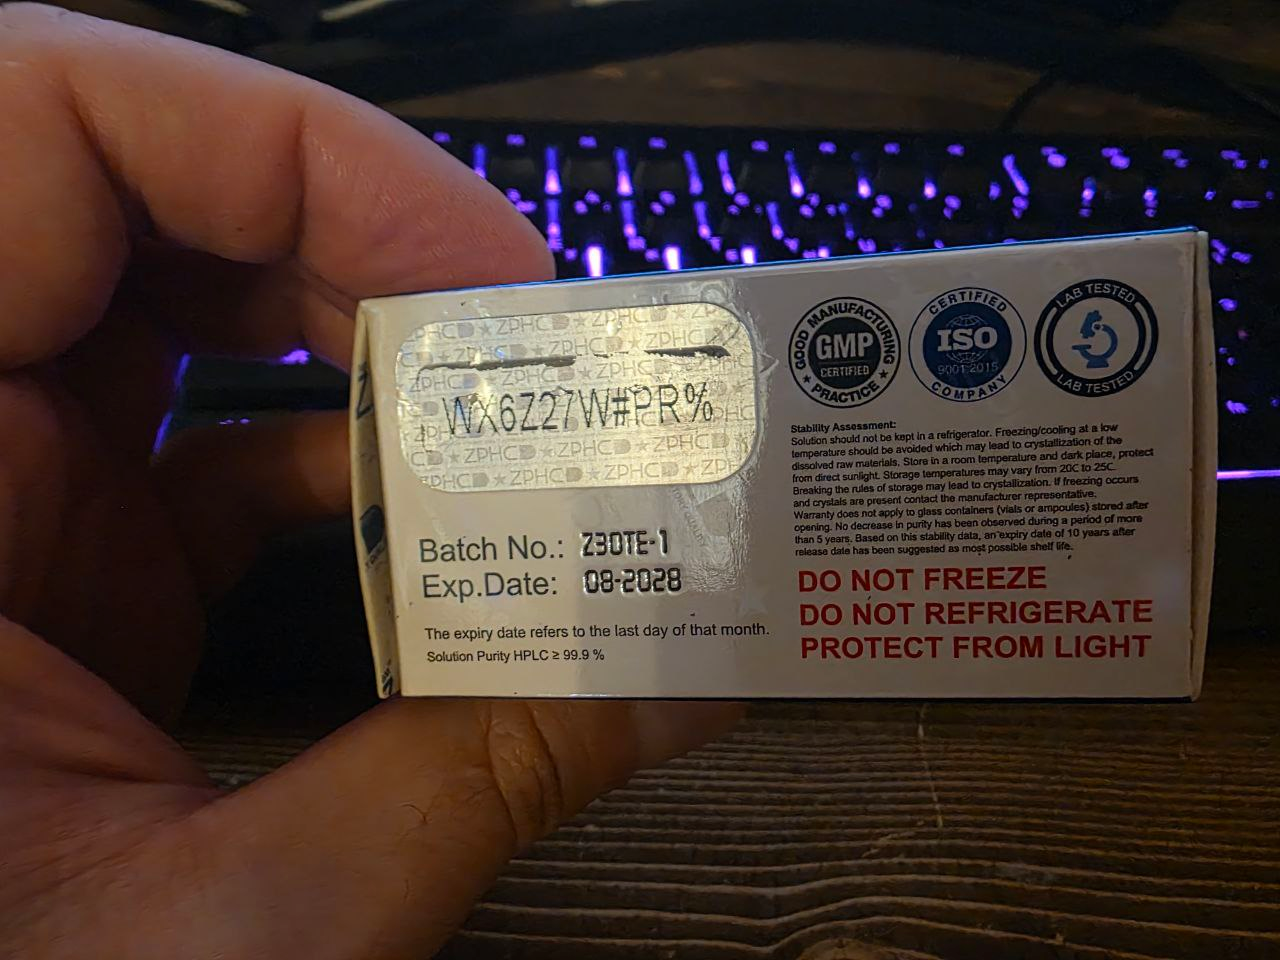 ZPHC ★ ZPHC ★ ZPHC
WX6Z27W#PR%
ZPHC ★ ZPHC ★ ZPHC
ZPHC ★ ZPHC ★ ZP
Batch No.: Z30TE-1
Exp.Date: 08-2028
The expiry date refers to the last day of that month.
Solution Purity HPLC ≥ 99.9 %
GOOD MANUFACTURING
GMP
CERTIFIED
PRACTICE
CERTIFIED
ISO
9001:2015
COMPANY
LAB TESTED
LAB TESTED
Stability Assessment:
Solution should not be kept in a refrigerator. Freezing/cooling at a low
temperature should be avoided which may lead to crystallization of the
dissolved raw materials. Store in a room temperature and dark place, protect
from direct sunlight. Storage temperatures may vary from 20C to 25C.
Breaking the rules of storage may lead to crystallization. If freezing occurs
and crystals are present contact the manufacturer representative.
Warranty does not apply to glass containers (vials or ampoules) stored after
opening. No decrease in purity has been observed during a period of more
than 5 years. Based on this stability data, an expiry date of 10 years after
release date has been suggested as most possible shelf life.
DO NOT FREEZE
DO NOT REFRIGERATE
PROTECT FROM LIGHT